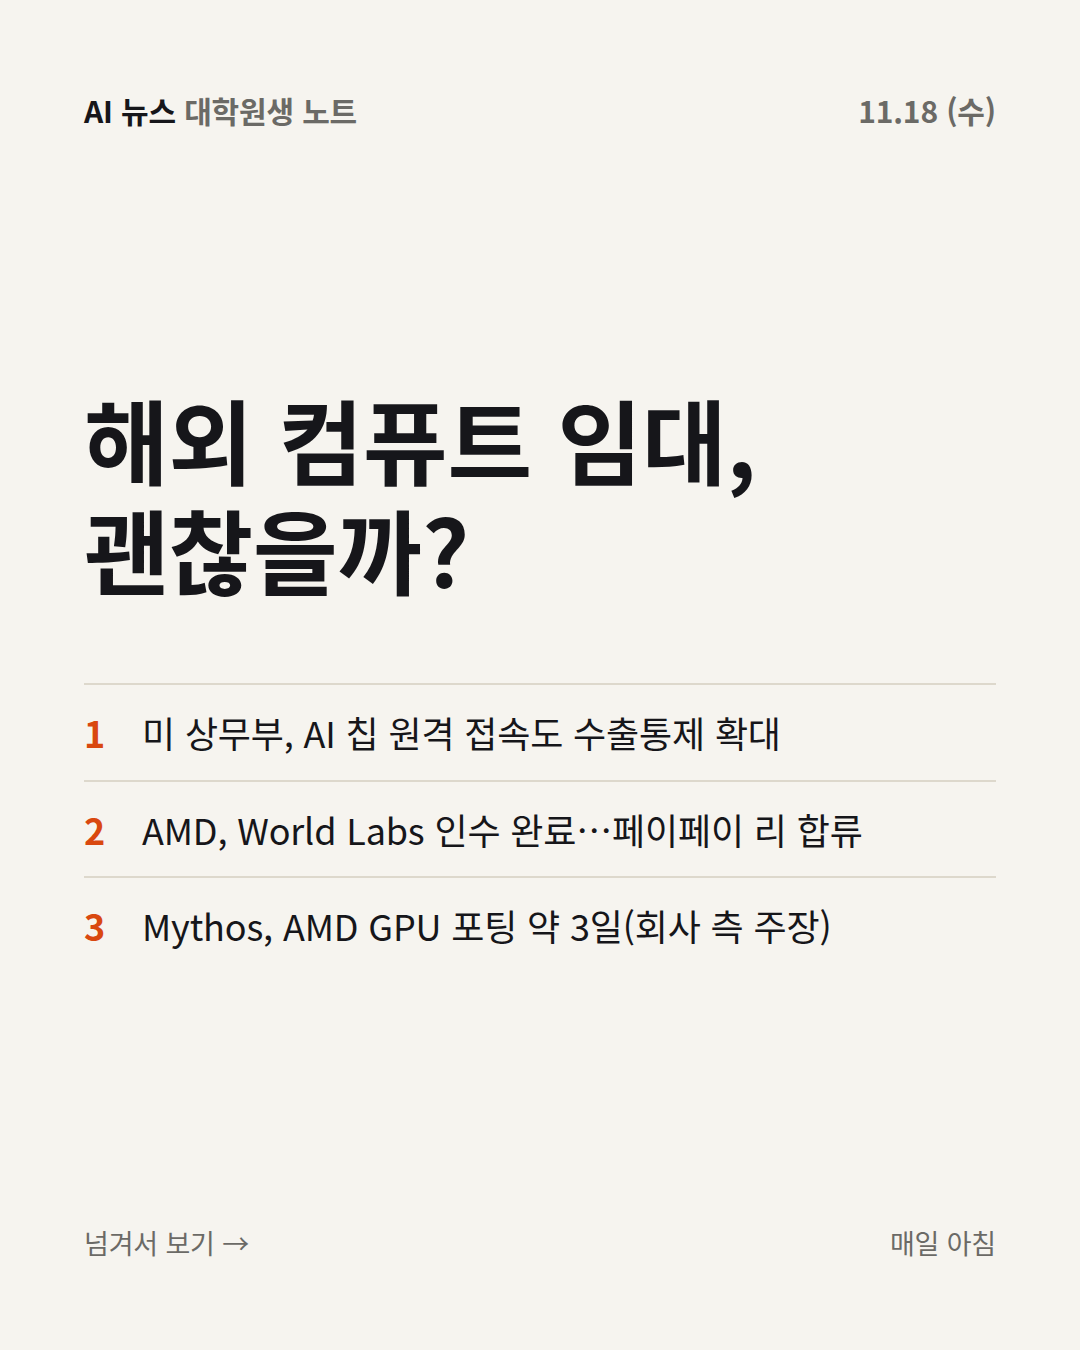 AI 뉴스 대학원생 노트
11.18 (수)
해외 컴퓨트 임대,
괜찮을까?
1 미 상무부, AI 칩 원격 접속도 수출통제 확대
2 AMD, World Labs 인수 완료…페이페이 리 합류
3 Mythos, AMD GPU 포팅 약 3일(회사 측 주장)
넘겨서 보기 →
매일 아침